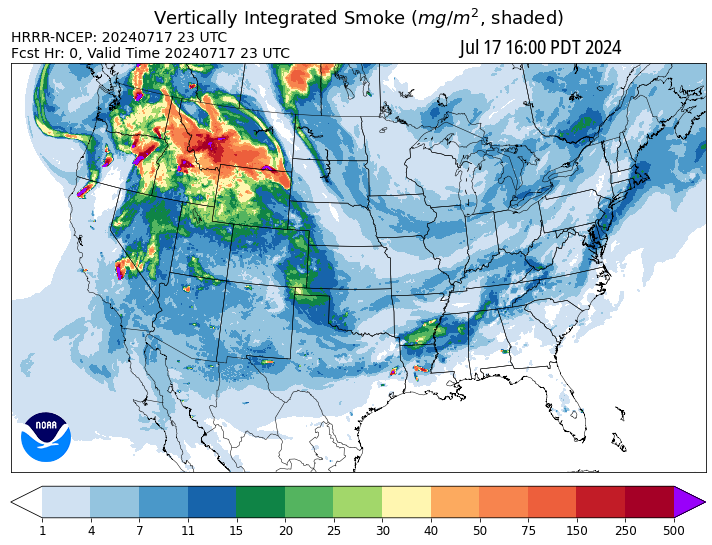 Vertically Integrated Smoke (mg/m², shaded)
HRRR-NCEP: 20240717 23 UTC
Fcst Hr: 0, Valid Time 20240717 23 UTC
Jul 17 16:00 PDT 2024
NOAA
1 4 7 11 15 20 25 30 40 50 75 150 250 500